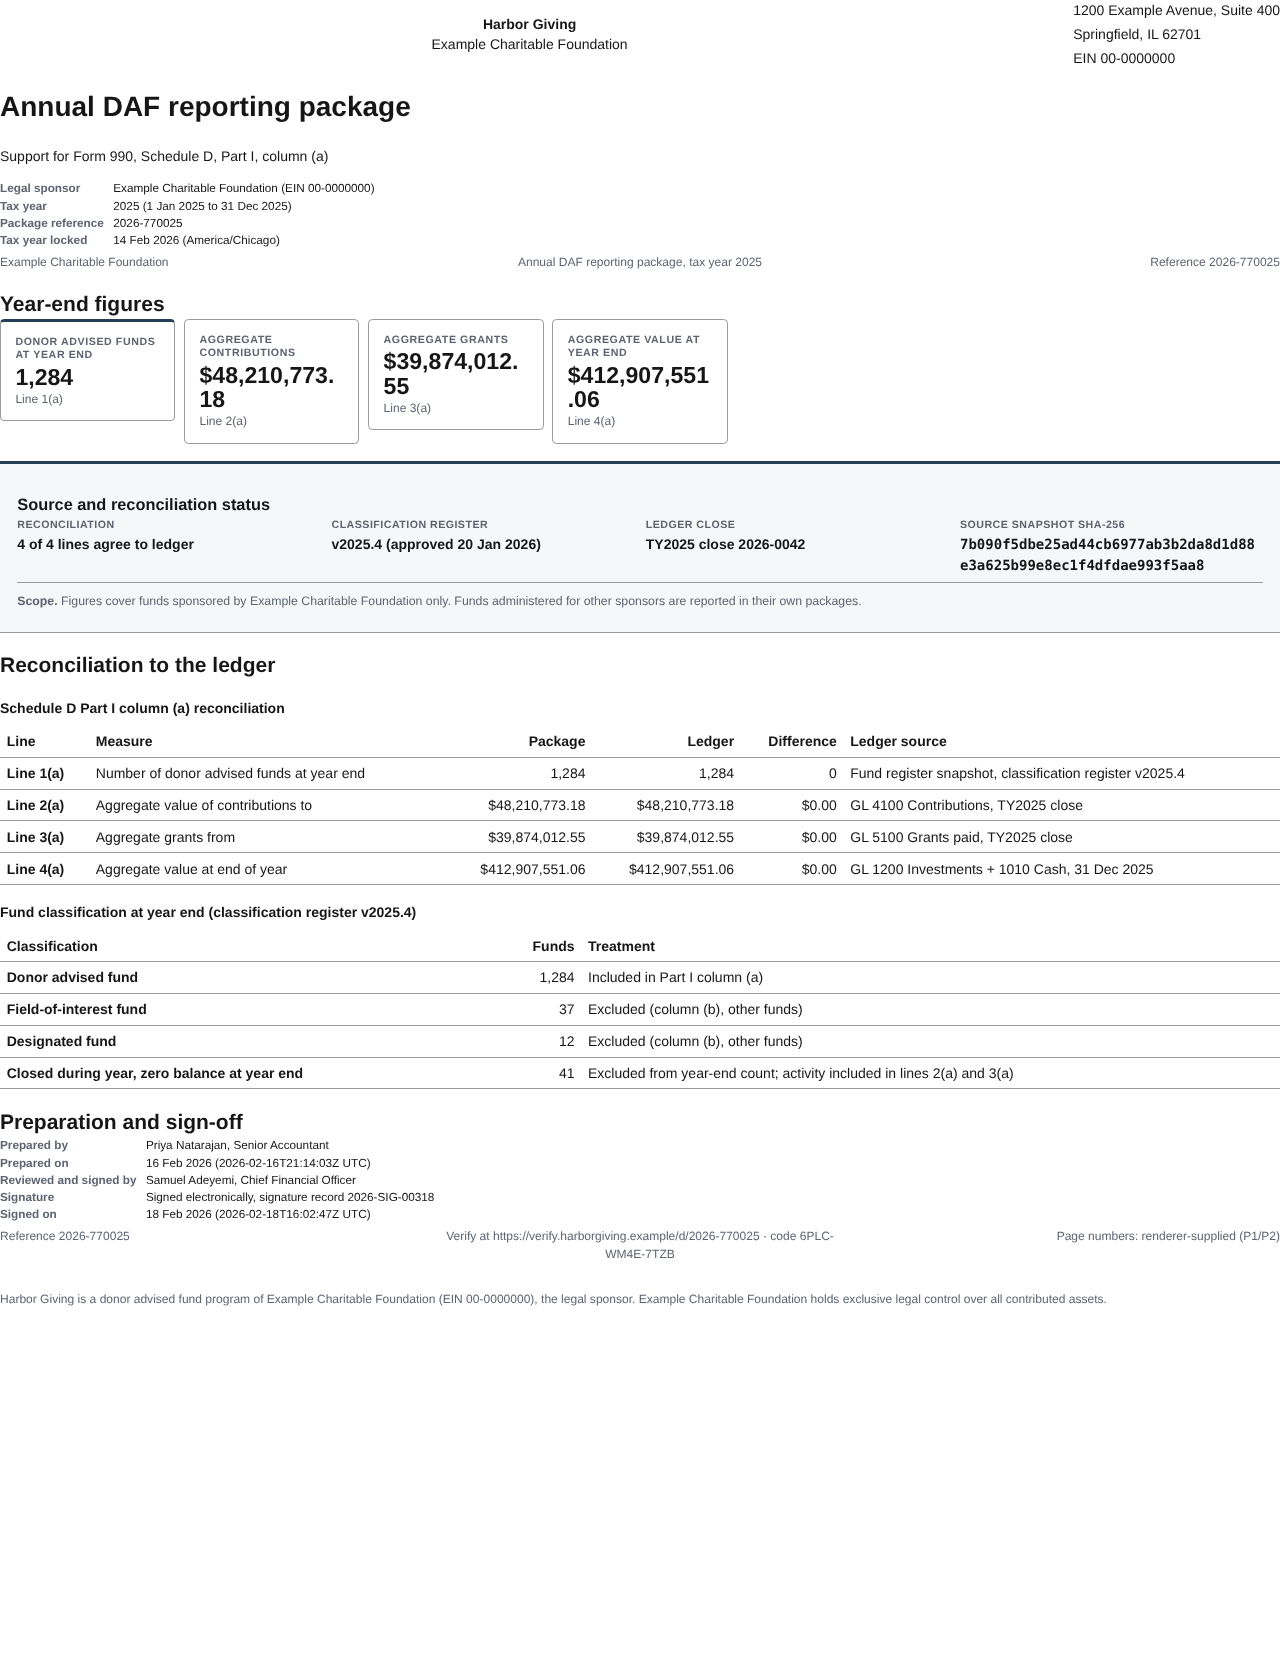 Harbor Giving
Example Charitable Foundation
1200 Example Avenue, Suite 400
Springfield, IL 62701
EIN 00-0000000
Annual DAF reporting package
Support for Form 990, Schedule D, Part I, column (a)
Legal sponsor Example Charitable Foundation (EIN 00-0000000)
Tax year 2025 (1 Jan 2025 to 31 Dec 2025)
Package reference 2026-770025
Tax year locked 14 Feb 2026 (America/Chicago)
Example Charitable Foundation Annual DAF reporting package, tax year 2025 Reference 2026-770025
Year-end figures
DONOR ADVISED FUNDS
AT YEAR END
1,284
Line 1(a)
AGGREGATE
CONTRIBUTIONS
$48,210,773.
18
Line 2(a)
AGGREGATE GRANTS
$39,874,012.
55
Line 3(a)
AGGREGATE VALUE AT
YEAR END
$412,907,551
.06
Line 4(a)
Source and reconciliation status
RECONCILIATION
4 of 4 lines agree to ledger
CLASSIFICATION REGISTER
v2025.4 (approved 20 Jan 2026)
LEDGER CLOSE
TY2025 close 2026-0042
SOURCE SNAPSHOT SHA-256
7b090f5dbe25ad44cb6977ab3b2da8d1d88
e3a625b99e8ec1f4dfdae993f5aa8
Scope. Figures cover funds sponsored by Example Charitable Foundation only. Funds administered for other sponsors are reported in their own packages.
Reconciliation to the ledger
Schedule D Part I column (a) reconciliation
Line Measure Package Ledger Difference Ledger source
Line 1(a) Number of donor advised funds at year end 1,284 1,284 0 Fund register snapshot, classification register v2025.4
Line 2(a) Aggregate value of contributions to $48,210,773.18 $48,210,773.18 $0.00 GL 4100 Contributions, TY2025 close
Line 3(a) Aggregate grants from $39,874,012.55 $39,874,012.55 $0.00 GL 5100 Grants paid, TY2025 close
Line 4(a) Aggregate value at end of year $412,907,551.06 $412,907,551.06 $0.00 GL 1200 Investments + 1010 Cash, 31 Dec 2025
Fund classification at year end (classification register v2025.4)
Classification Funds Treatment
Donor advised fund 1,284 Included in Part I column (a)
Field-of-interest fund 37 Excluded (column (b), other funds)
Designated fund 12 Excluded (column (b), other funds)
Closed during year, zero balance at year end 41 Excluded from year-end count; activity included in lines 2(a) and 3(a)
Preparation and sign-off
Prepared by Priya Natarajan, Senior Accountant
Prepared on 16 Feb 2026 (2026-02-16T21:14:03Z UTC)
Reviewed and signed by Samuel Adeyemi, Chief Financial Officer
Signature Signed electronically, signature record 2026-SIG-00318
Signed on 18 Feb 2026 (2026-02-18T16:02:47Z UTC)
Reference 2026-770025 Verify at https://verify.harborgiving.example/d/2026-770025 · code 6PLC- Page numbers: renderer-supplied (P1/P2)
WM4E-7TZB
Harbor Giving is a donor advised fund program of Example Charitable Foundation (EIN 00-0000000), the legal sponsor. Example Charitable Foundation holds exclusive legal control over all contributed assets.